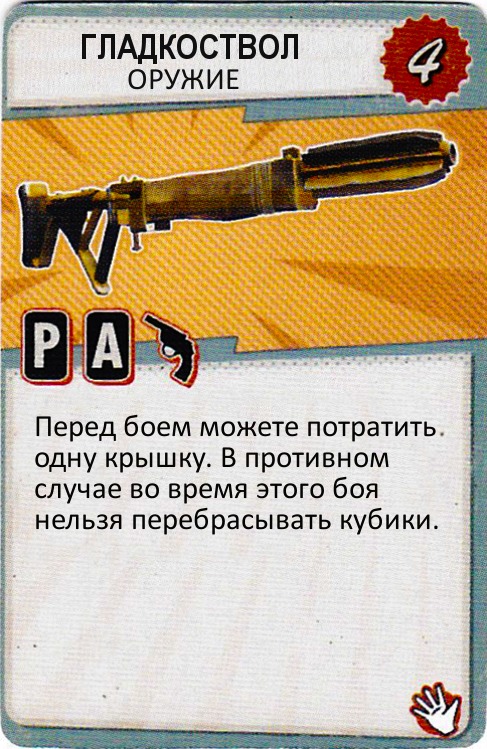 ГЛАДКОСТВОЛ
ОРУЖИЕ
4
P A
Перед боем можете потратить
одну крышку. В противном
случае во время этого боя
нельзя перебрасывать кубики.